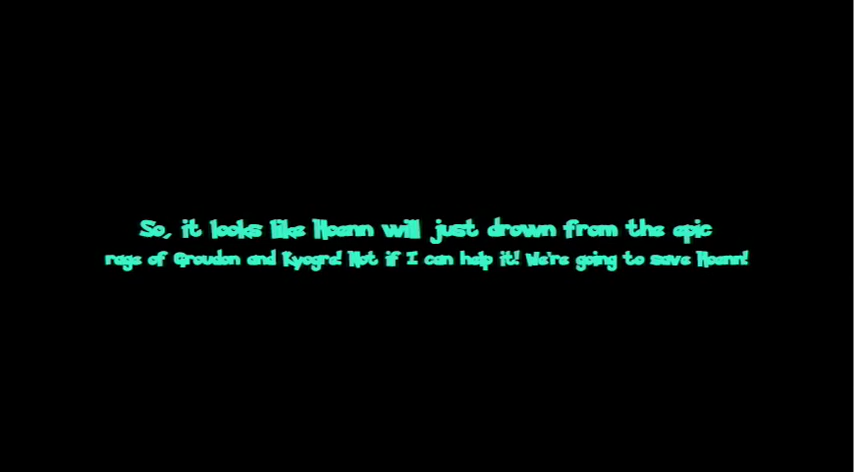 So, it looks like Hoenn will just drown from the epic
rage of Groudon and Kyogre! Not if I can help it! We're going to save Hoenn!